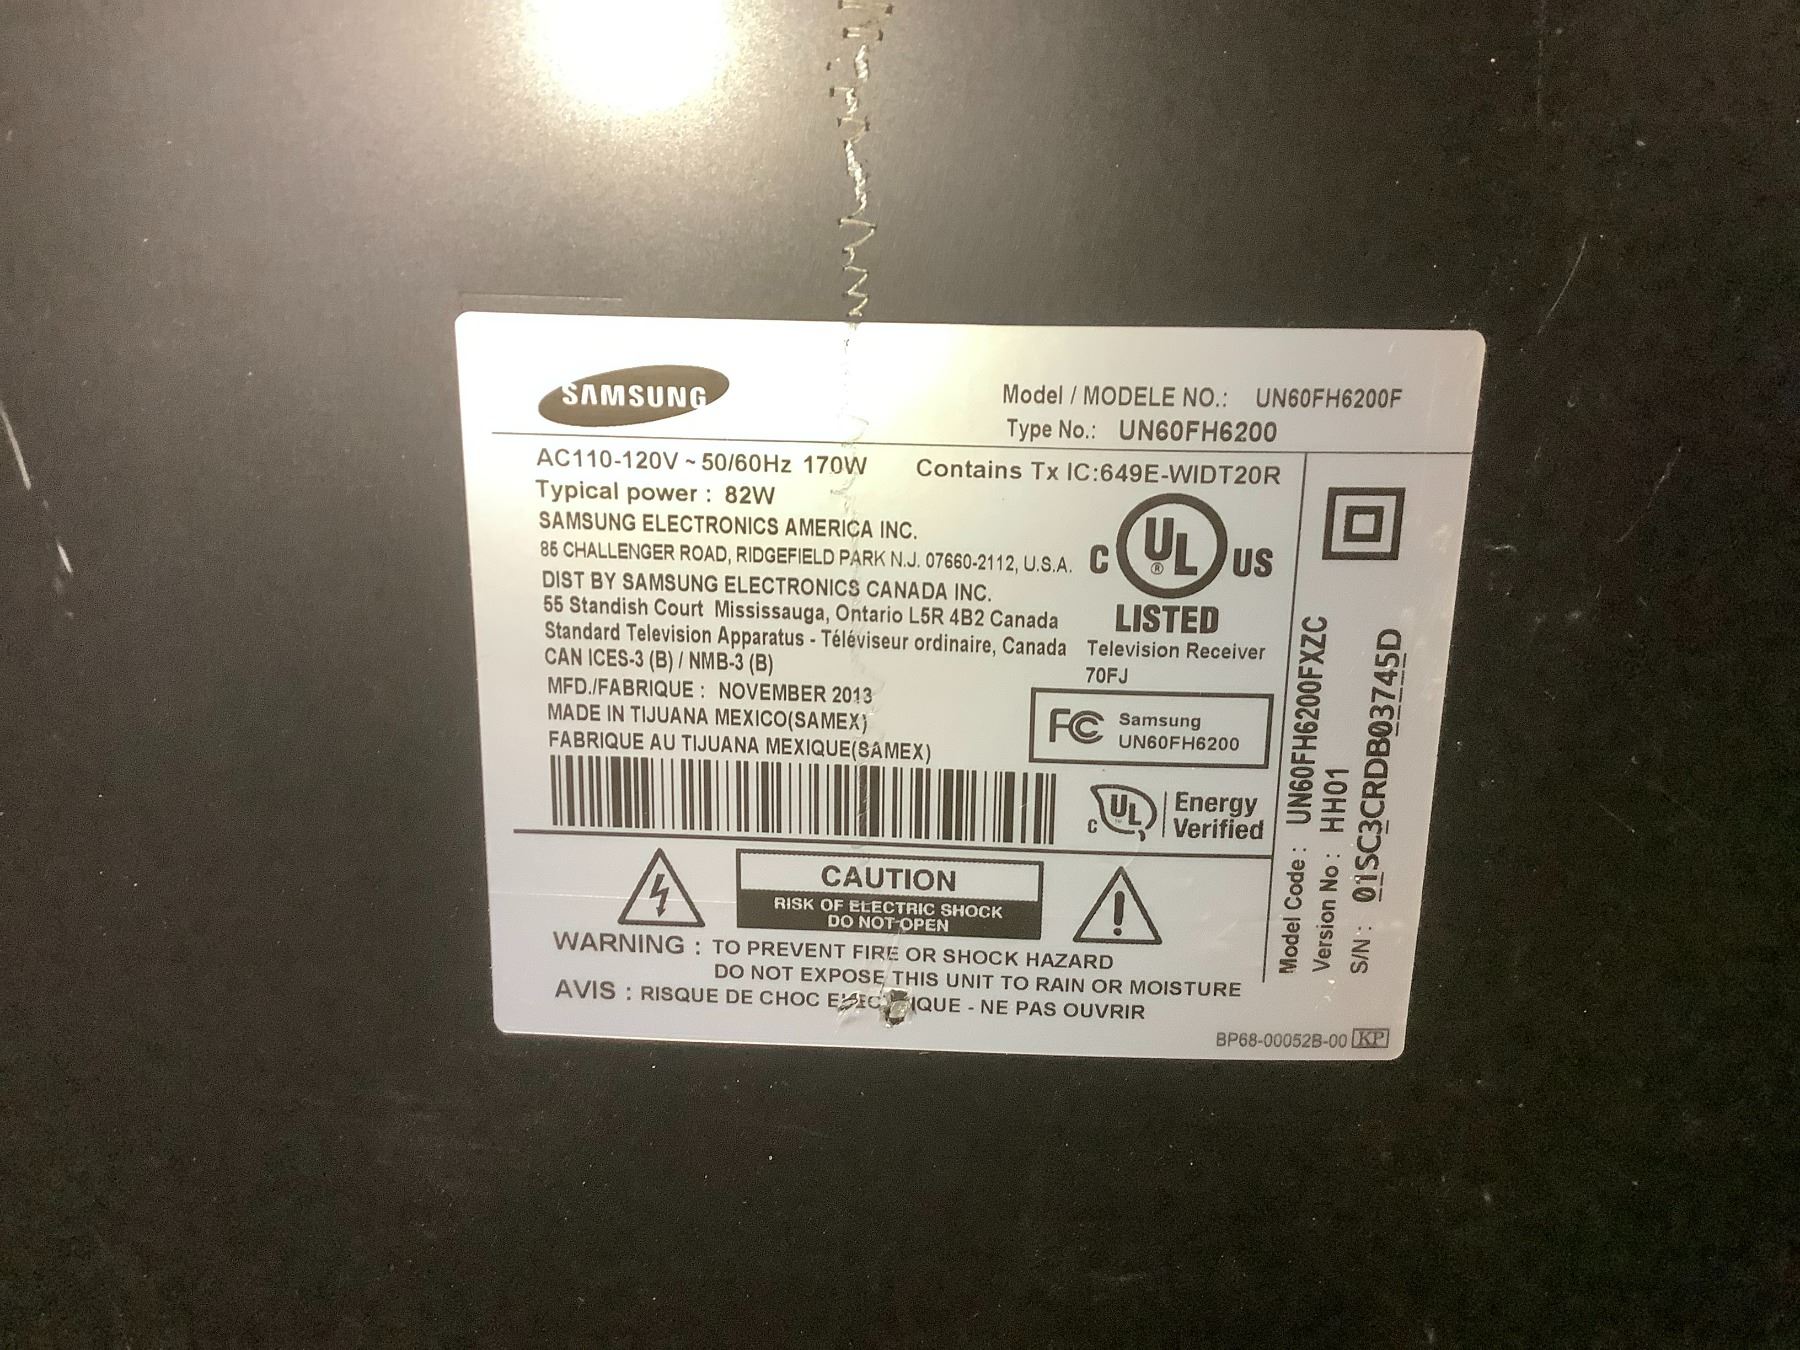 SAMSUNG
Model / MODELE NO.: UN60FH6200F
Type No.: UN60FH6200
AC110-120V ~ 50/60Hz 170W
Contains Tx IC:649E-WIDT20R
Typical power : 82W
SAMSUNG ELECTRONICS AMERICA INC.
85 CHALLENGER ROAD, RIDGEFIELD PARK N.J. 07660-2112, U.S.A.
DIST BY SAMSUNG ELECTRONICS CANADA INC.
55 Standish Court Mississauga, Ontario L5R 4B2 Canada
Standard Television Apparatus - Téléviseur ordinaire, Canada
CAN ICES-3 (B) / NMB-3 (B)
MFD./FABRIQUE : NOVEMBER 2013
MADE IN TIJUANA MEXICO(SAMEX)
FABRIQUE AU TIJUANA MEXIQUE(SAMEX)
C UL ® US
LISTED
Television Receiver
70FJ
FC Samsung
UN60FH6200
C UL Energy
Verified
CAUTION
RISK OF ELECTRIC SHOCK
DO NOT OPEN
WARNING : TO PREVENT FIRE OR SHOCK HAZARD
DO NOT EXPOSE THIS UNIT TO RAIN OR MOISTURE
AVIS : RISQUE DE CHOC - NE PAS OUVRIR
BP68-00052B-00 KP
Model Code : UN60FH6200FXZC
Version No : HH01
S/N : 01SC3CRDB03745D